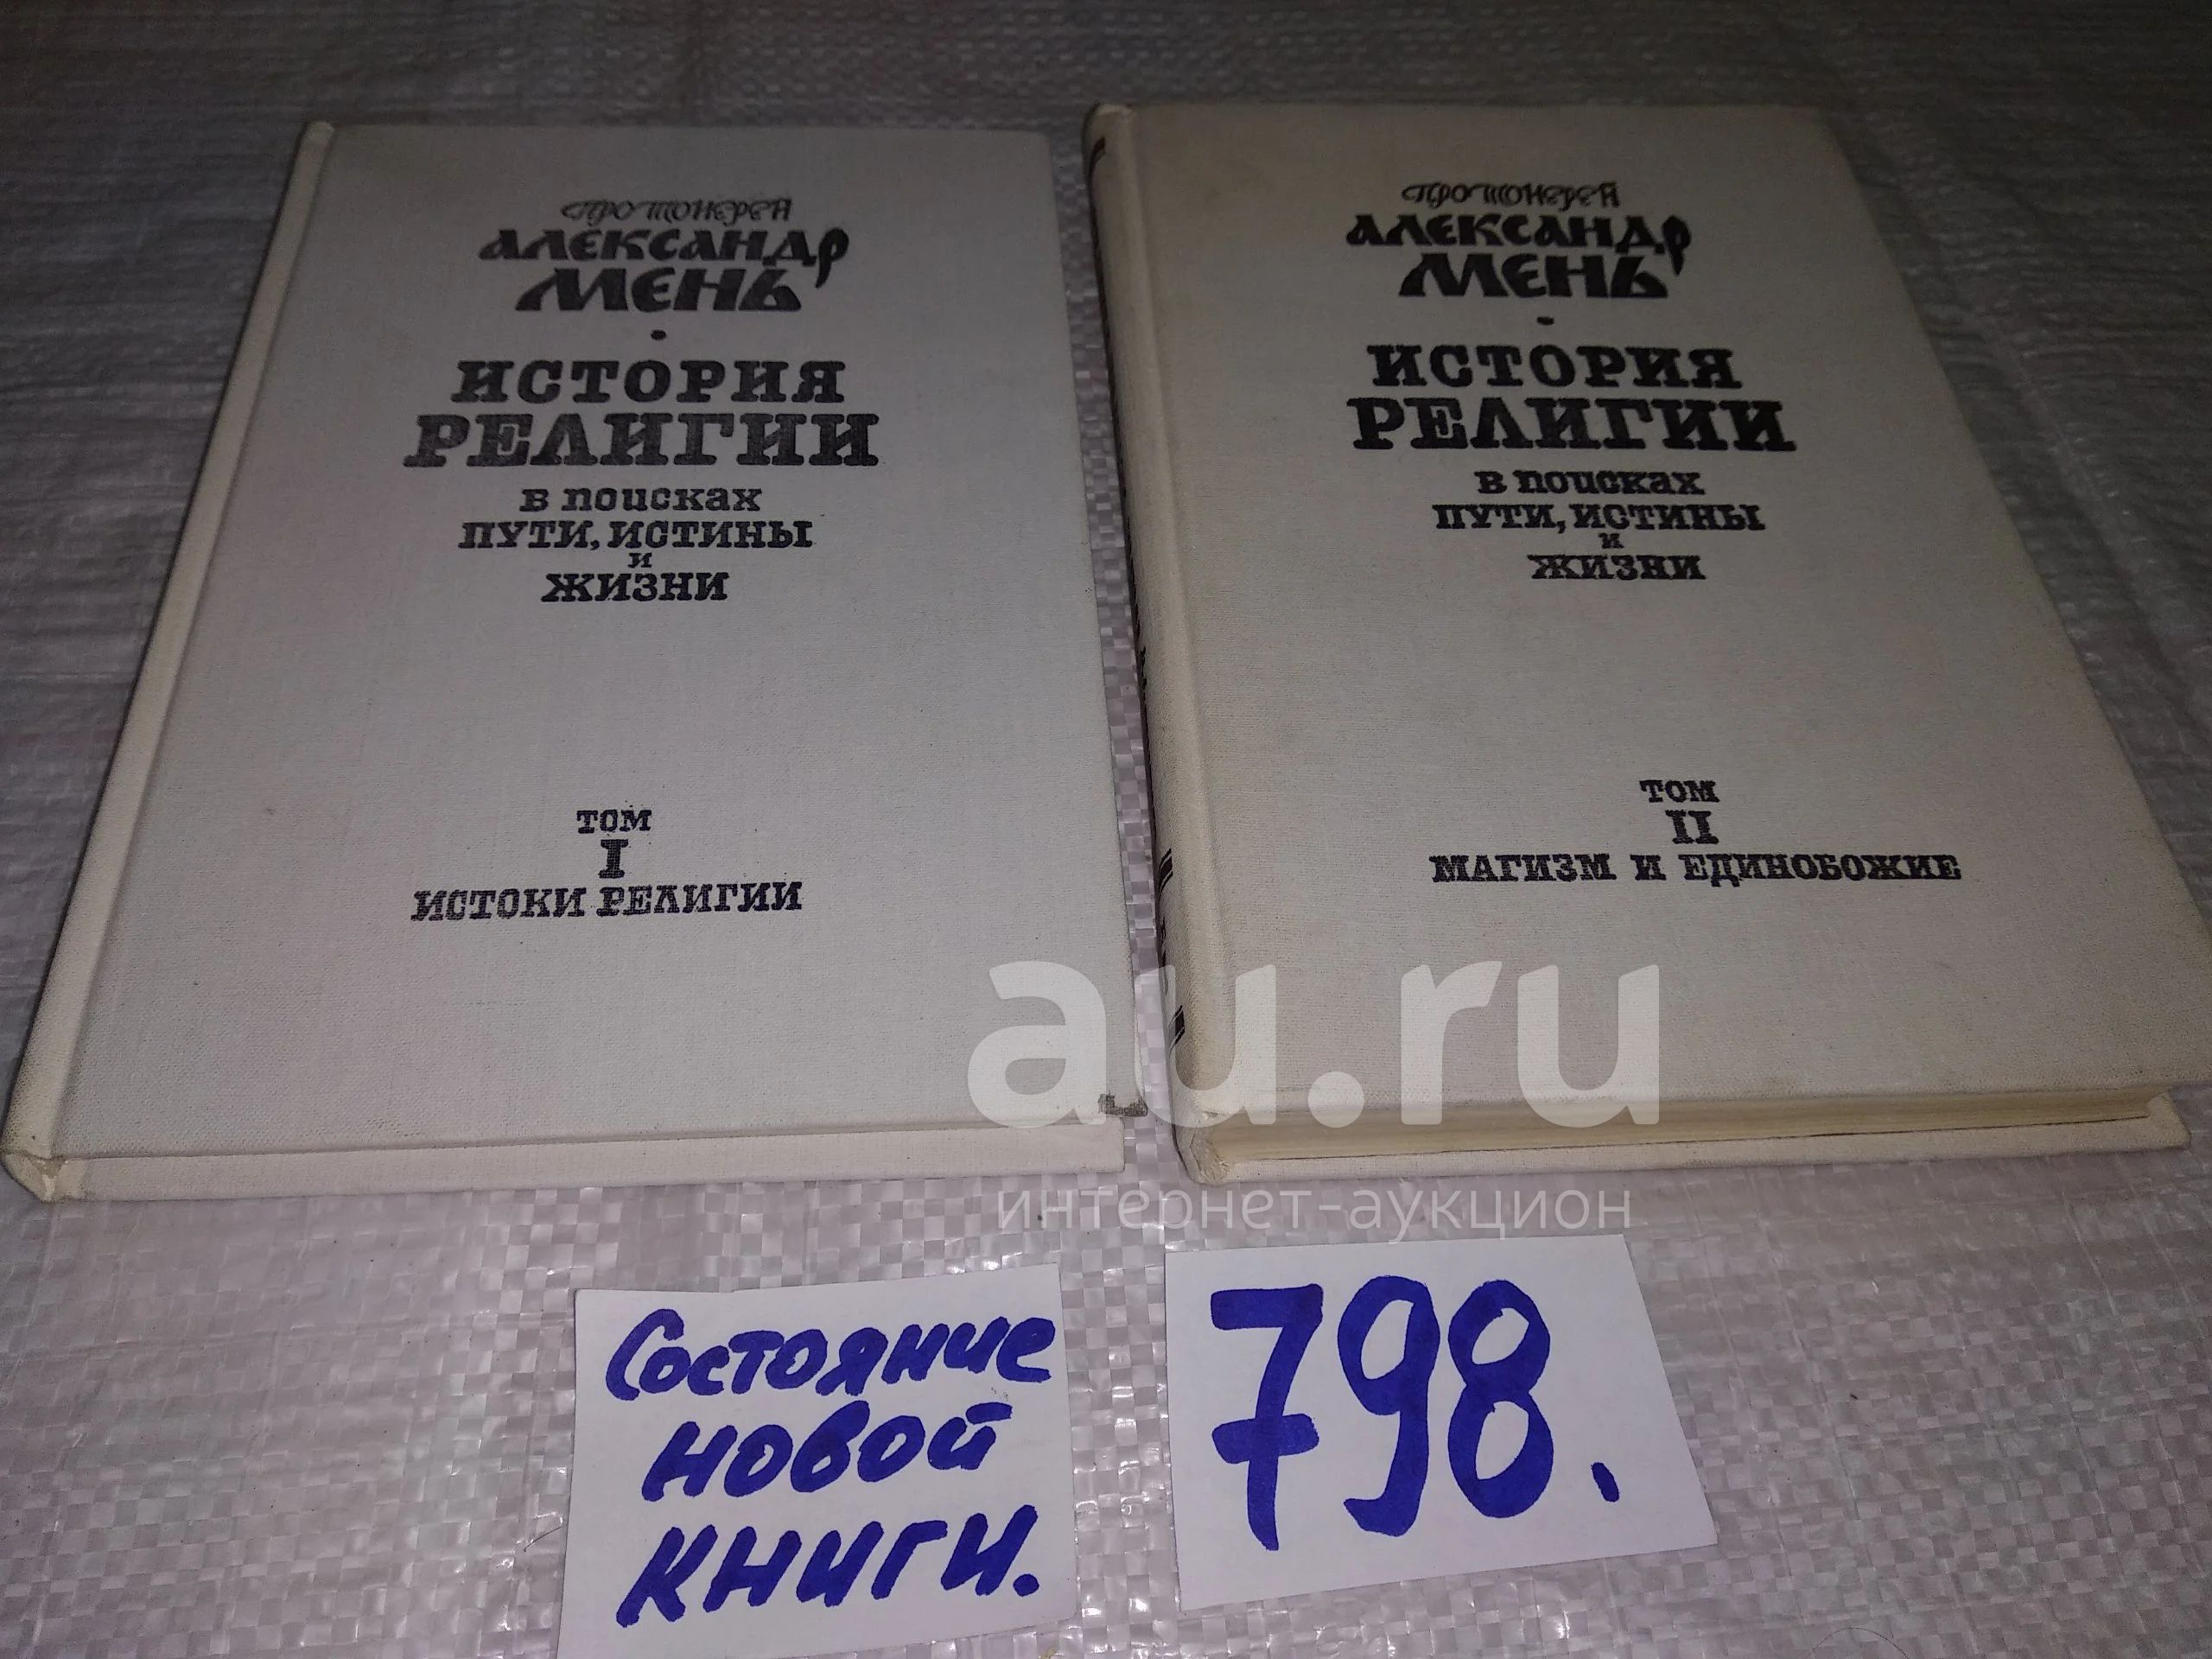 Протоиерей
АЛЕКСАНДР
МЕНЬ
ИСТОРИЯ
РЕЛИГИИ
в поисках
ПУТИ, ИСТИНЫ
и
ЖИЗНИ
ТОМ
I
ИСТОКИ РЕЛИГИИ
Протоиерей
АЛЕКСАНДР
МЕНЬ
ИСТОРИЯ
РЕЛИГИИ
в поисках
ПУТИ, ИСТИНЫ
и
ЖИЗНИ
ТОМ
II
МАГИЗМ И ЕДИНОБОЖИЕ
au.ru
интернет-аукцион
Состояние
новой
книги.
798.